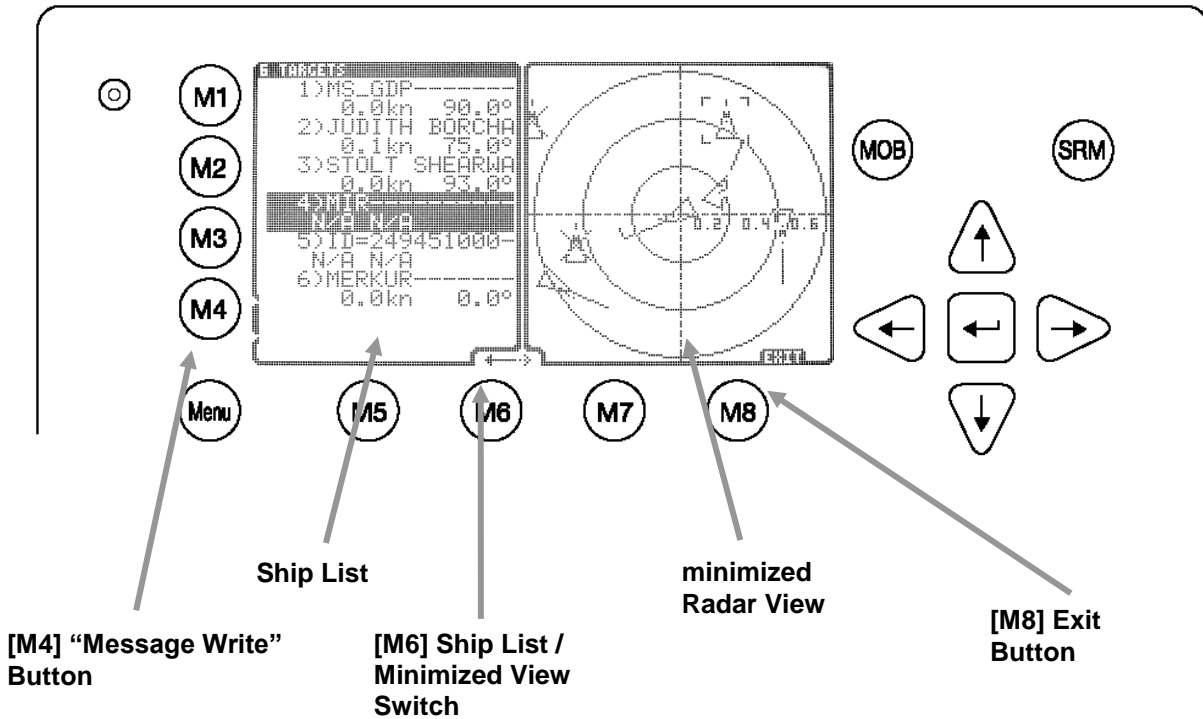 M1
M2
M3
M4
Menu
6 TARGETS
1)MS_GDP-------
0.0kn 90.0°
2)JUDITH BORCHA
0.1kn 75.0°
3)STOLT SHEARWA
0.0kn 93.0°
4)MIR----------
N/A N/A
5)ID=249451000-
N/A N/A
6)MERKUR-------
0.0kn 0.0°
0.2 0.4 0.6
EXIT
M5
M6
M7
M8
MOB
SRM
Ship List
minimized
Radar View
[M4] “Message Write”
Button
[M6] Ship List /
Minimized View
Switch
[M8] Exit
Button